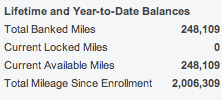 Lifetime and Year-to-Date Balances
Total Banked Miles 248,109
Current Locked Miles 0
Current Available Miles 248,109
Total Mileage Since Enrollment 2,006,309